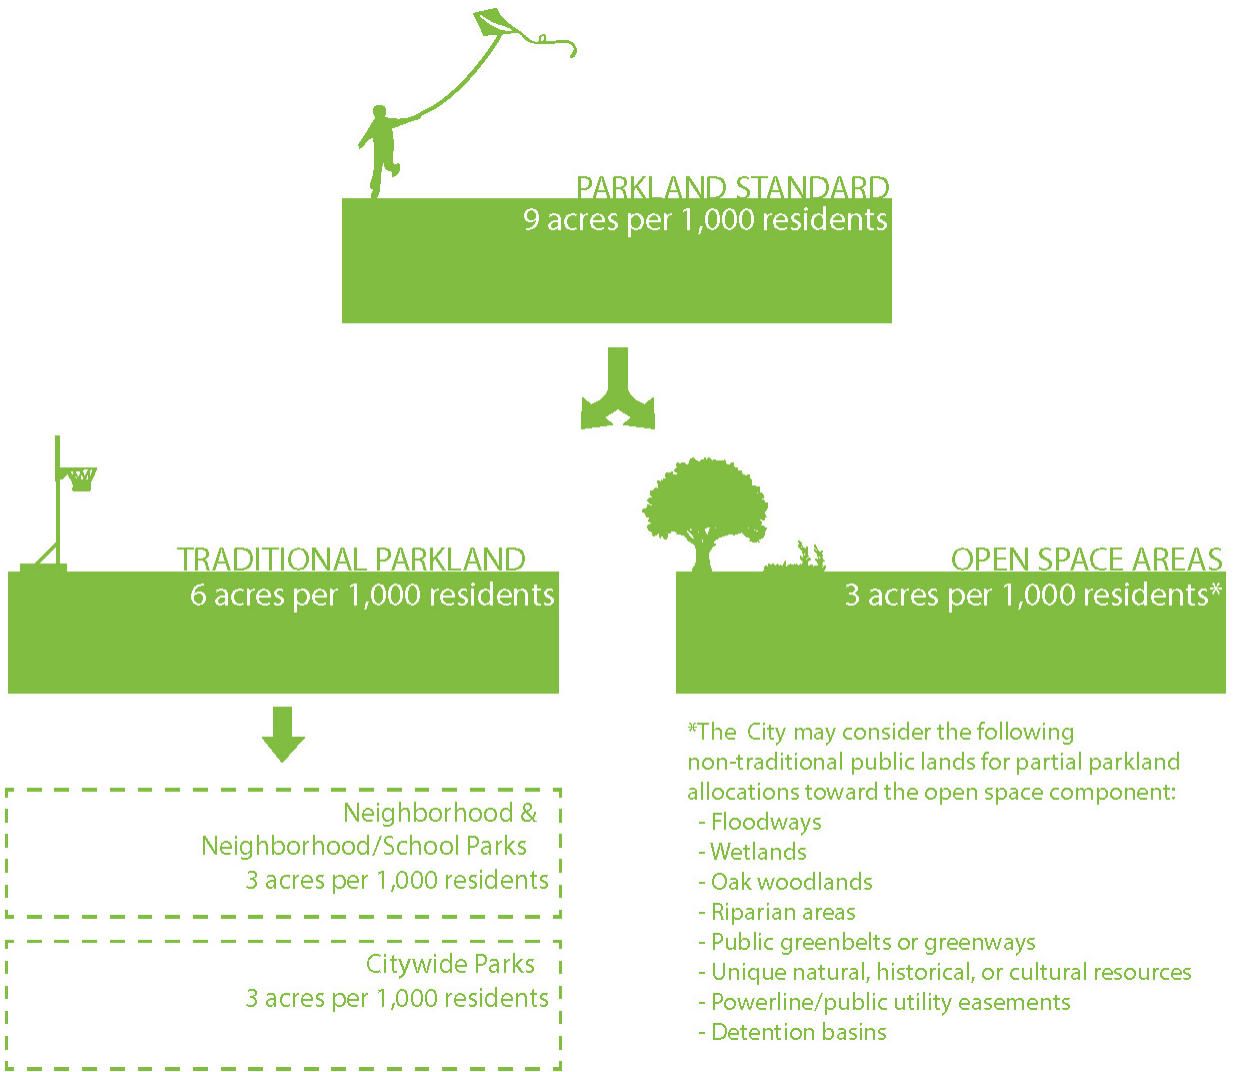 PARKLAND STANDARD
9 acres per 1,000 residents
TRADITIONAL PARKLAND
6 acres per 1,000 residents
Neighborhood &
Neighborhood/School Parks
3 acres per 1,000 residents
Citywide Parks
3 acres per 1,000 residents
OPEN SPACE AREAS
3 acres per 1,000 residents*
*The City may consider the following
non-traditional public lands for partial parkland
allocations toward the open space component:
- Floodways
- Wetlands
- Oak woodlands
- Riparian areas
- Public greenbelts or greenways
- Unique natural, historical, or cultural resources
- Powerline/public utility easements
- Detention basins